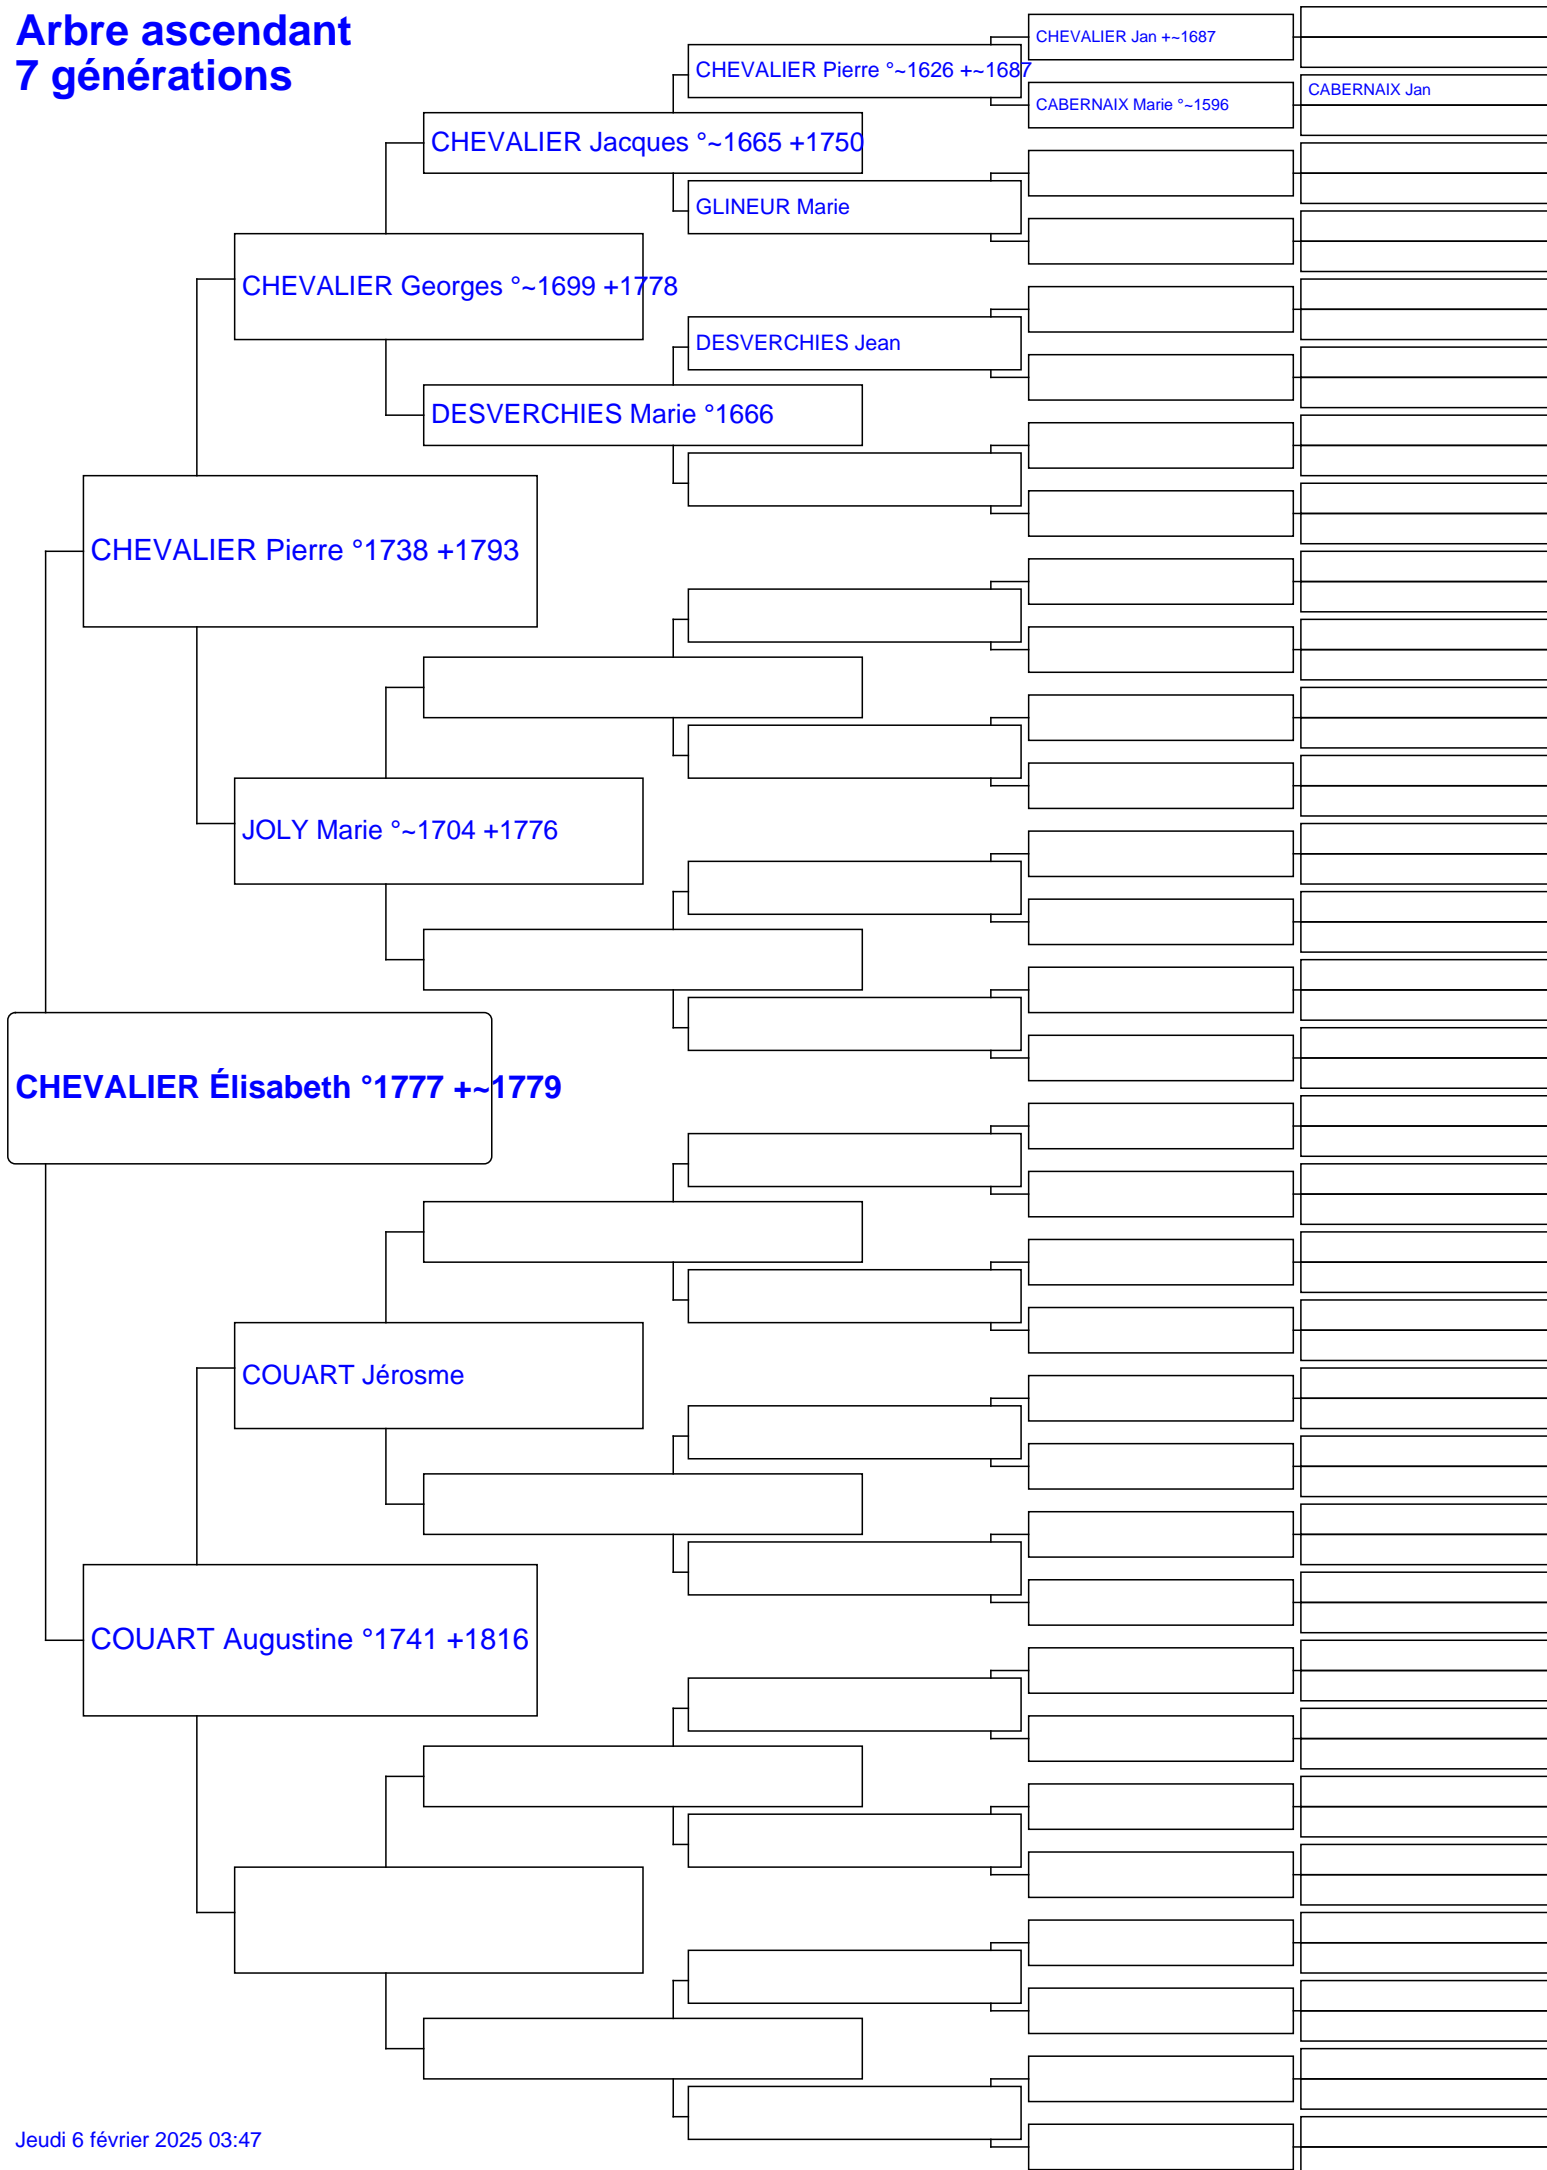 Arbre ascendant
7 générations
CHEVALIER Jan +~1687
CHEVALIER Pierre °~1626 +~1687
CABERNAIX Jan
CABERNAIX Marie °~1596
CHEVALIER Jacques °~1665 +1750
GLINEUR Marie
CHEVALIER Georges °~1699 +1778
DESVERCHIES Jean
DESVERCHIES Marie °1666
CHEVALIER Pierre °1738 +1793
JOLY Marie °~1704 +1776
CHEVALIER Élisabeth °1777 +~1779
COUART Jérosme
COUART Augustine °1741 +1816
Jeudi 6 février 2025 03:47